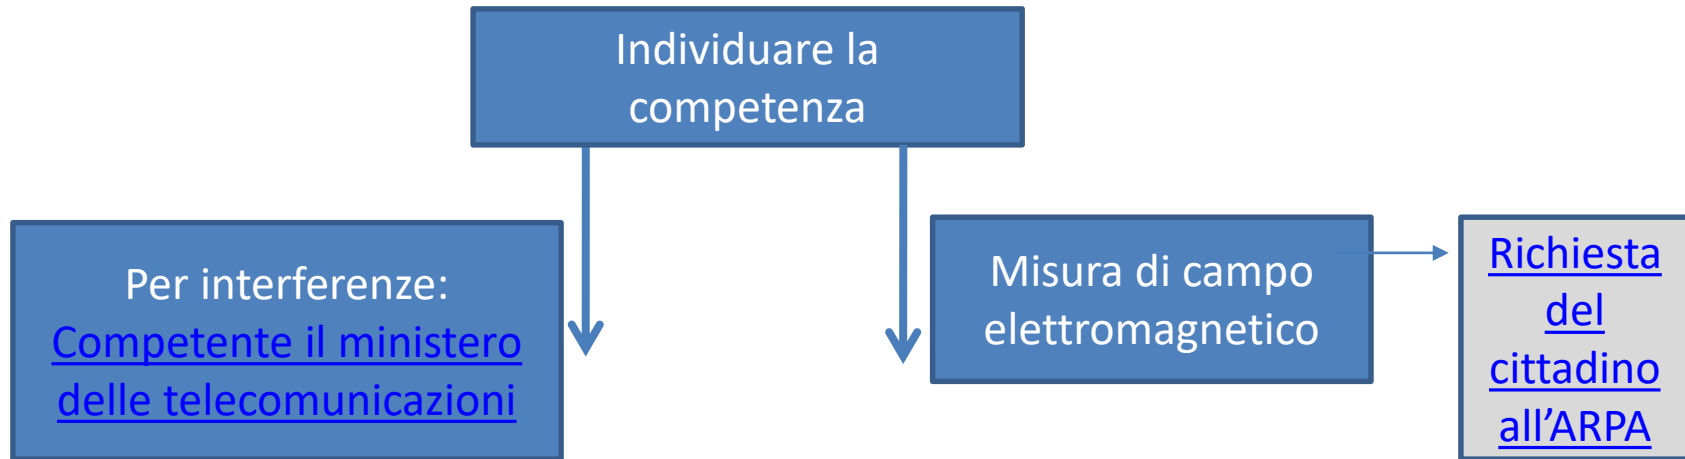 Individuare la
competenza
Per interferenze:
Competente il ministero
delle telecomunicazioni
Misura di campo
elettromagnetico
Richiesta
del
cittadino
all’ARPA